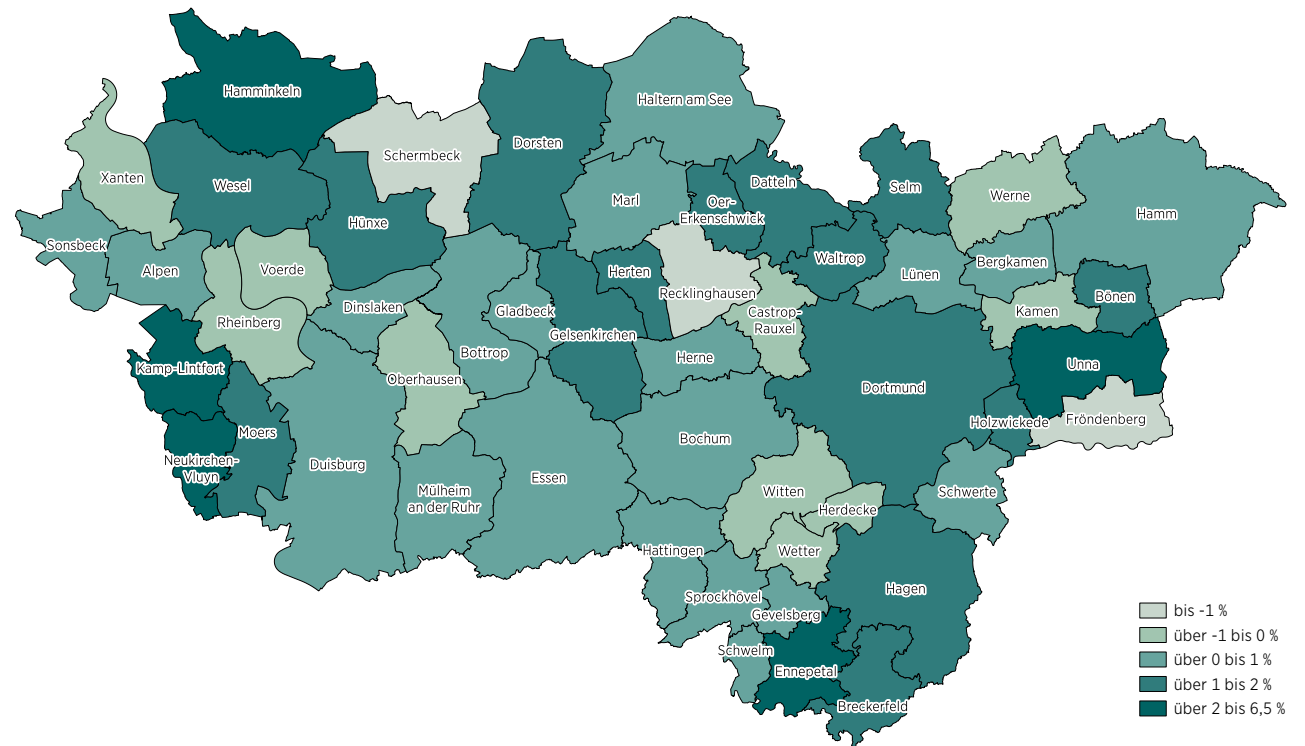 Hamminkeln
Haltern am See
Dorsten
Schermbeck
Xanten
Wesel
Datteln
Selm
Werne
Marl
Oer-
Erkenschwick
Hamm
Hünxe
Sonsbeck
Alpen
Voerde
Waltrop
Lünen
Bergkamen
Herten
Recklinghausen
Bönen
Dinslaken
Gladbeck
Castrop-
Rauxel
Kamen
Rheinberg
Gelsenkirchen
Bottrop
Herne
Unna
Kamp-Lintfort
Oberhausen
Dortmund
Holzwickede
Fröndenberg
Moers
Bochum
Neukirchen-
Vluyn
Duisburg
Essen
Mülheim
an der Ruhr
Witten
Schwerte
Herdecke
Hattingen
Wetter
Hagen
Sprockhövel
Gevelsberg
Schwelm
Ennepetal
Breckerfeld
bis -1 %
über -1 bis 0 %
über 0 bis 1 %
über 1 bis 2 %
über 2 bis 6,5 %